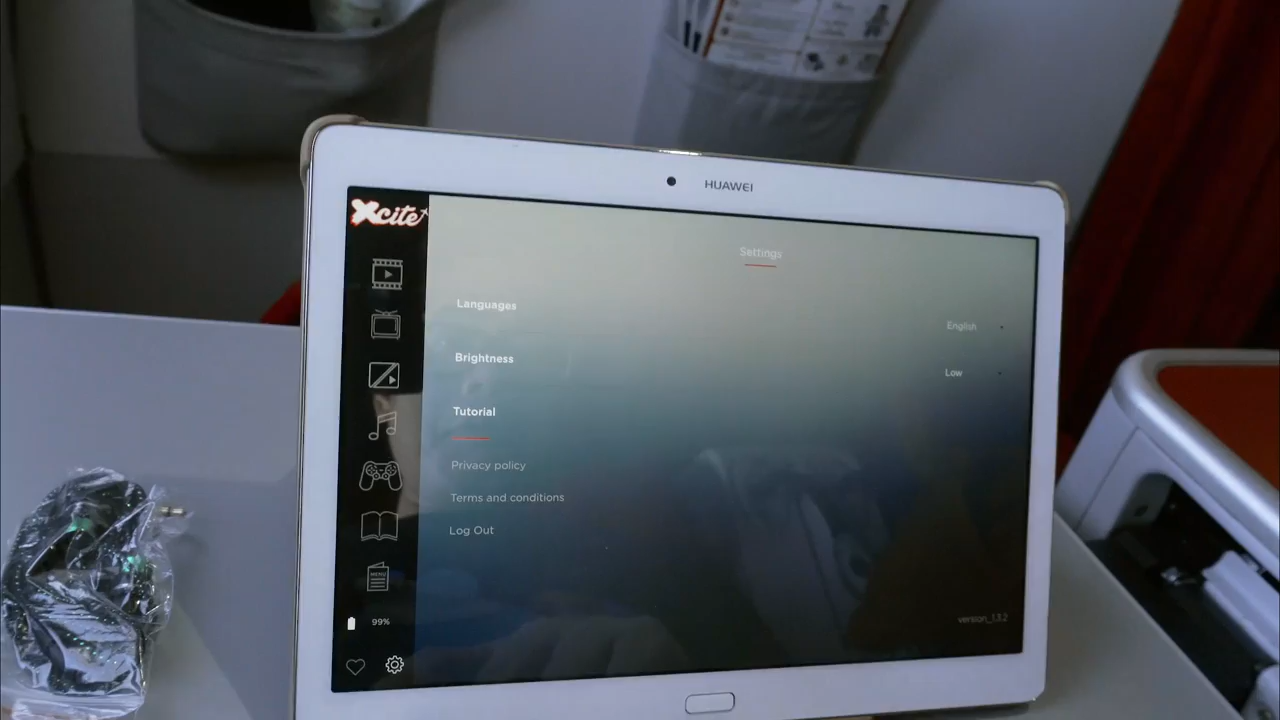 HUAWEI
Xcite
Settings
Languages
English
Brightness
Low
Tutorial
Privacy policy
Terms and conditions
Log Out
MENU
99%
version_1.3.2